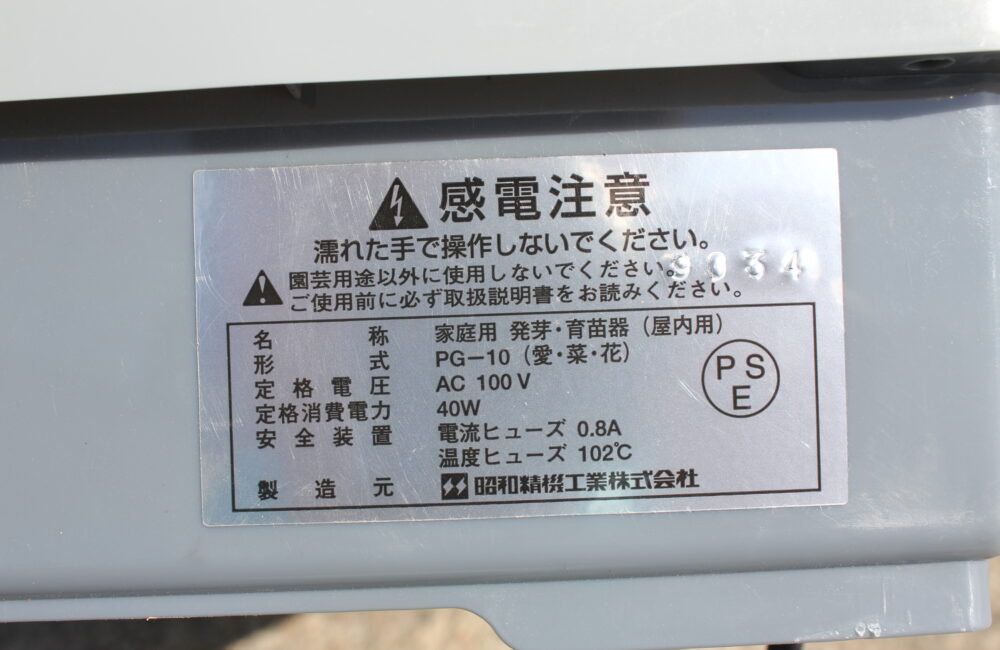 感電注意
濡れた手で操作しないでください。
園芸用途以外に使用しないでください。
9034
ご使用前に必ず取扱説明書をお読みください。
名称 家庭用 発芽・育苗器（屋内用）
形式 PG−10（愛・菜・花）
定格電圧 AC 100V
定格消費電力 40W
安全装置 電流ヒューズ 0.8A
温度ヒューズ 102℃
製造元 昭和精機工業株式会社
PS
E